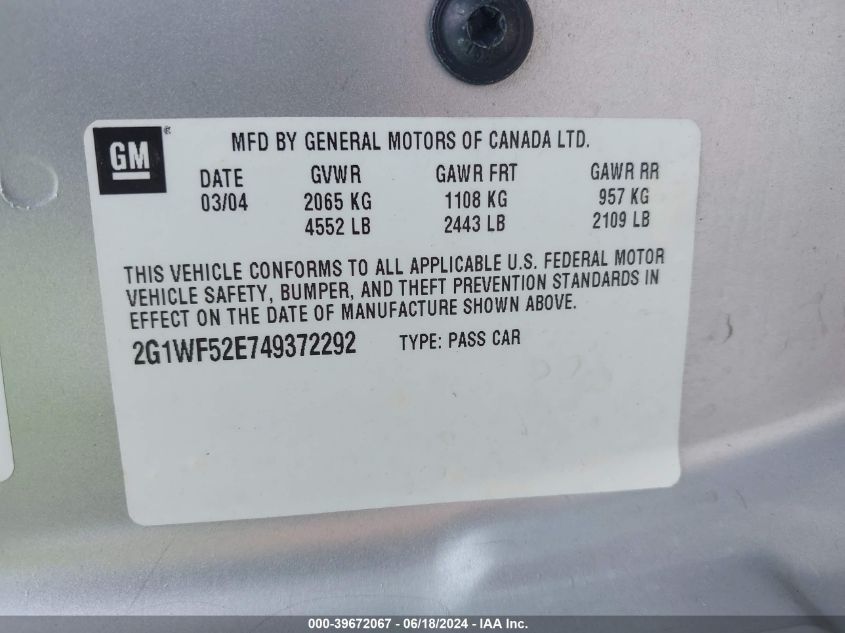 GM®
MFD BY GENERAL MOTORS OF CANADA LTD.
DATE GVWR GAWR FRT GAWR RR
03/04 2065 KG 1108 KG 957 KG
4552 LB 2443 LB 2109 LB
THIS VEHICLE CONFORMS TO ALL APPLICABLE U.S. FEDERAL MOTOR
VEHICLE SAFETY, BUMPER, AND THEFT PREVENTION STANDARDS IN
EFFECT ON THE DATE OF MANUFACTURE SHOWN ABOVE.
2G1WF52E749372292 TYPE: PASS CAR
000-39672067 - 06/18/2024 - IAA Inc.